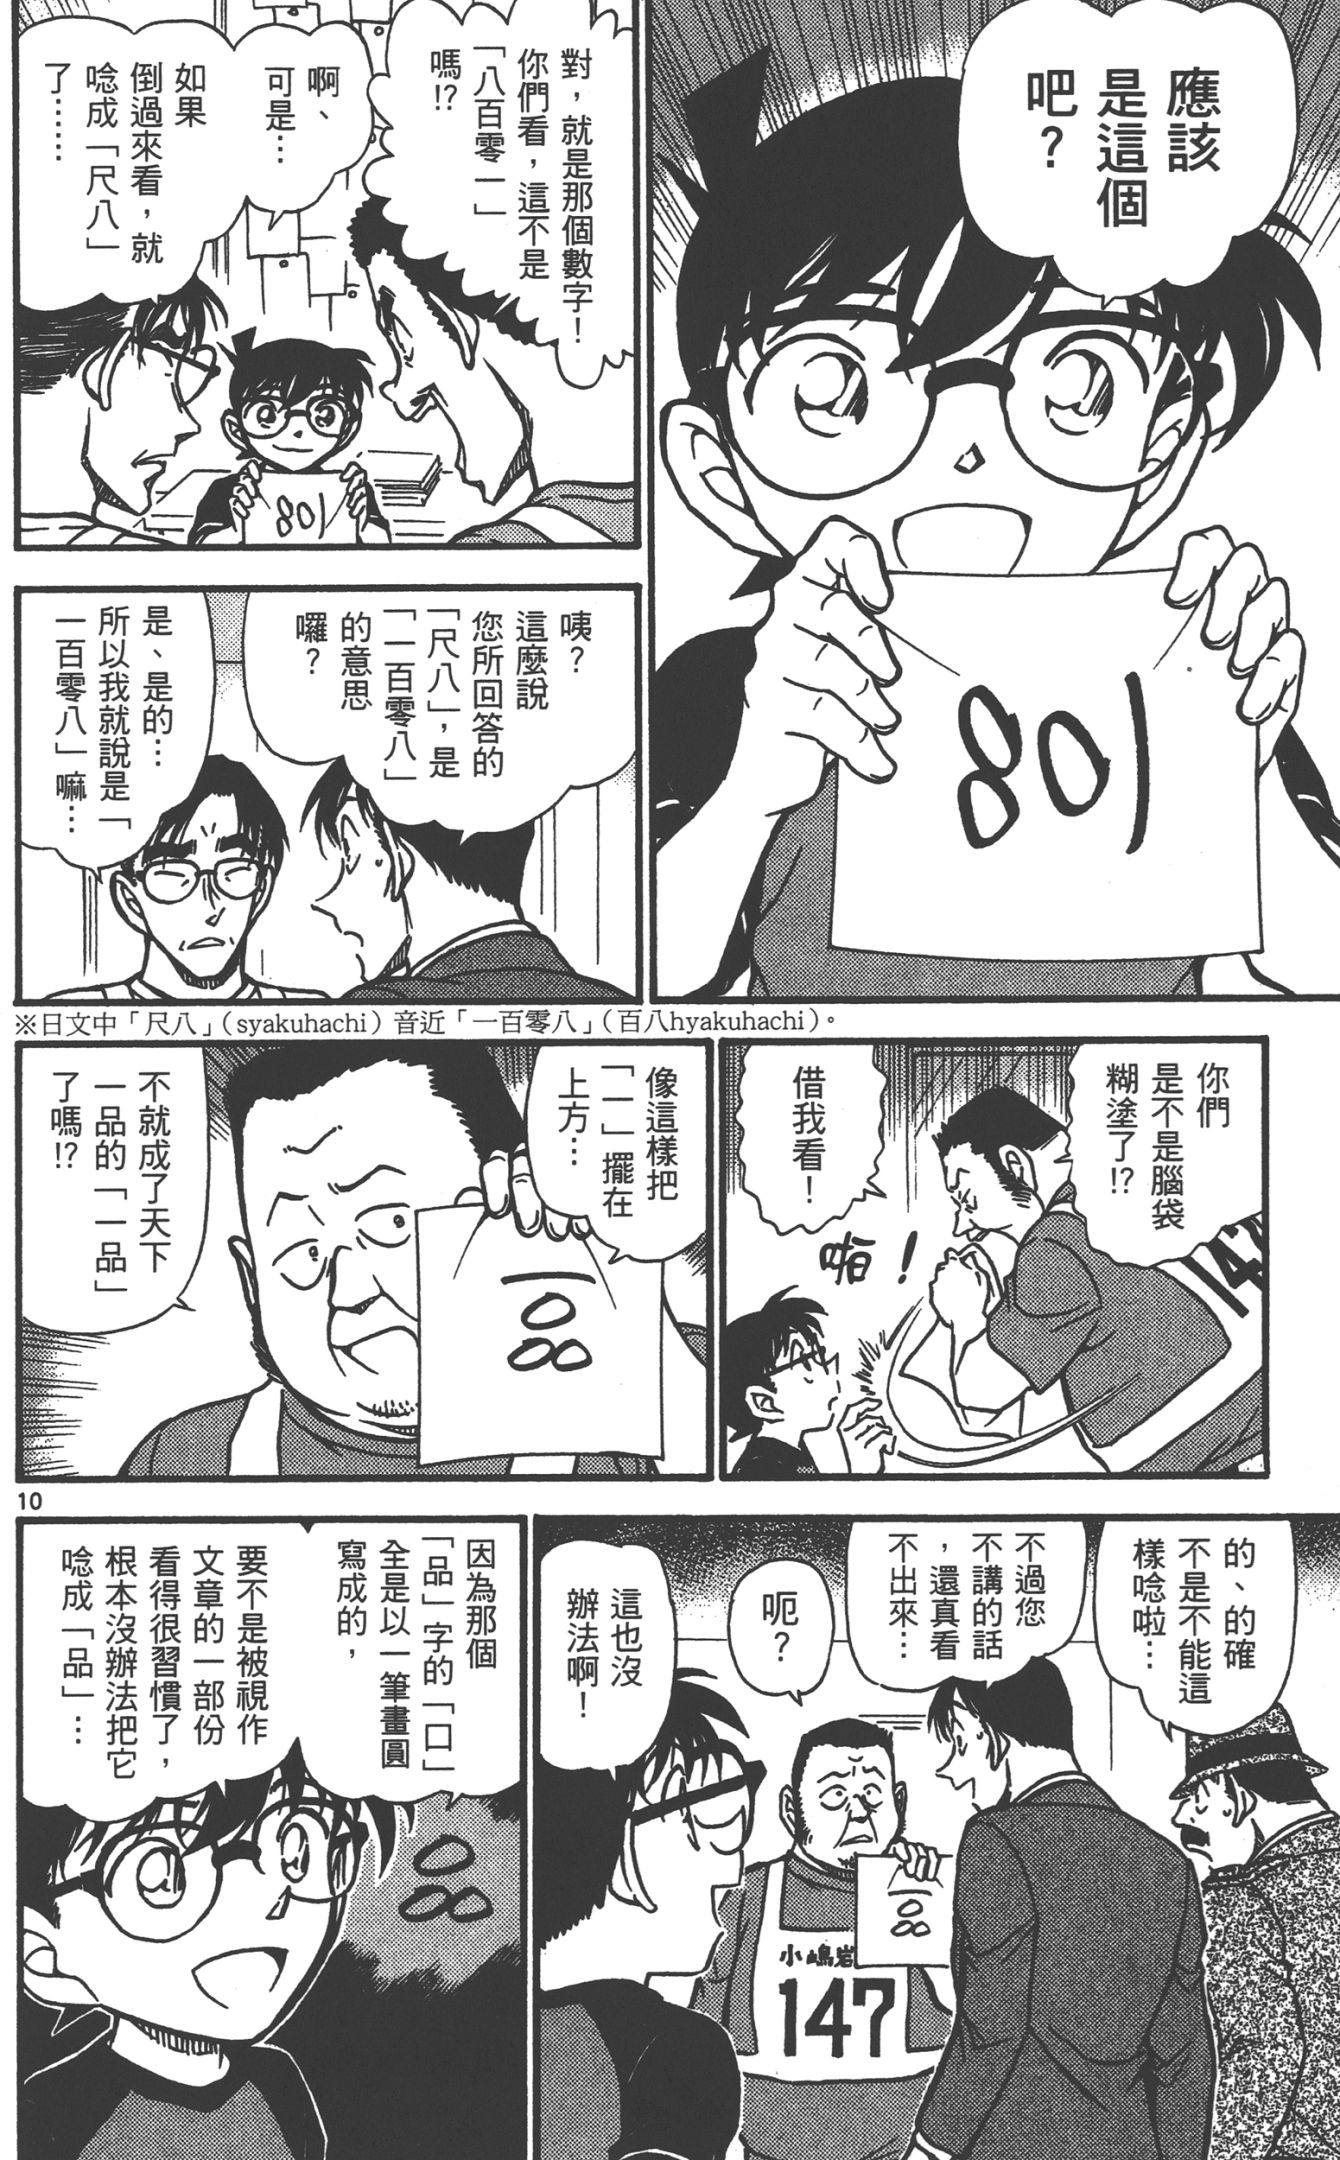 應該
是這個
吧？
801
對，就是那個數字！
你們看，這不是
「八百零一」
嗎!?
啊、
可是…
如果
倒過來看，就
唸成「尺八」
了……
801
咦？
這麼說
您所回答的
「尺八」，是
「一百零八」
的意思
囉？
是、是的…
所以我就說是「
一百零八」嘛…
※日文中「尺八」（syakuhachi）音近「一百零八」（百八hyakuhachi）。
你們
是不是腦袋
糊塗了!?
借我看！
啪！
147
像這樣把
「一」擺在
上方…
不就成了天下
一品的「一品」
了嗎!?
10
的、的確
不是不能這
樣唸啦…
不過您
不講的話
，還真看
不出來…
呃？
這也沒
辦法啊！
小嶋岩
147
因為那個
「品」字的「口」
全是以一筆畫圓
寫成的，
要不是被視作
文章的一部份
看得很習慣了，
根本沒辦法把它
唸成「品」…